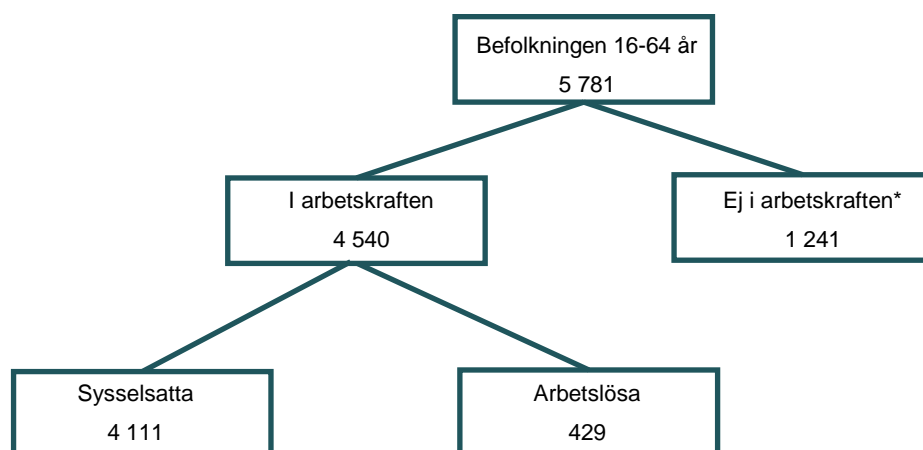 Befolkningen 16-64 år
5 781
I arbetskraften
4 540
Ej i arbetskraften*
1 241
Sysselsatta
4 111
Arbetslösa
429